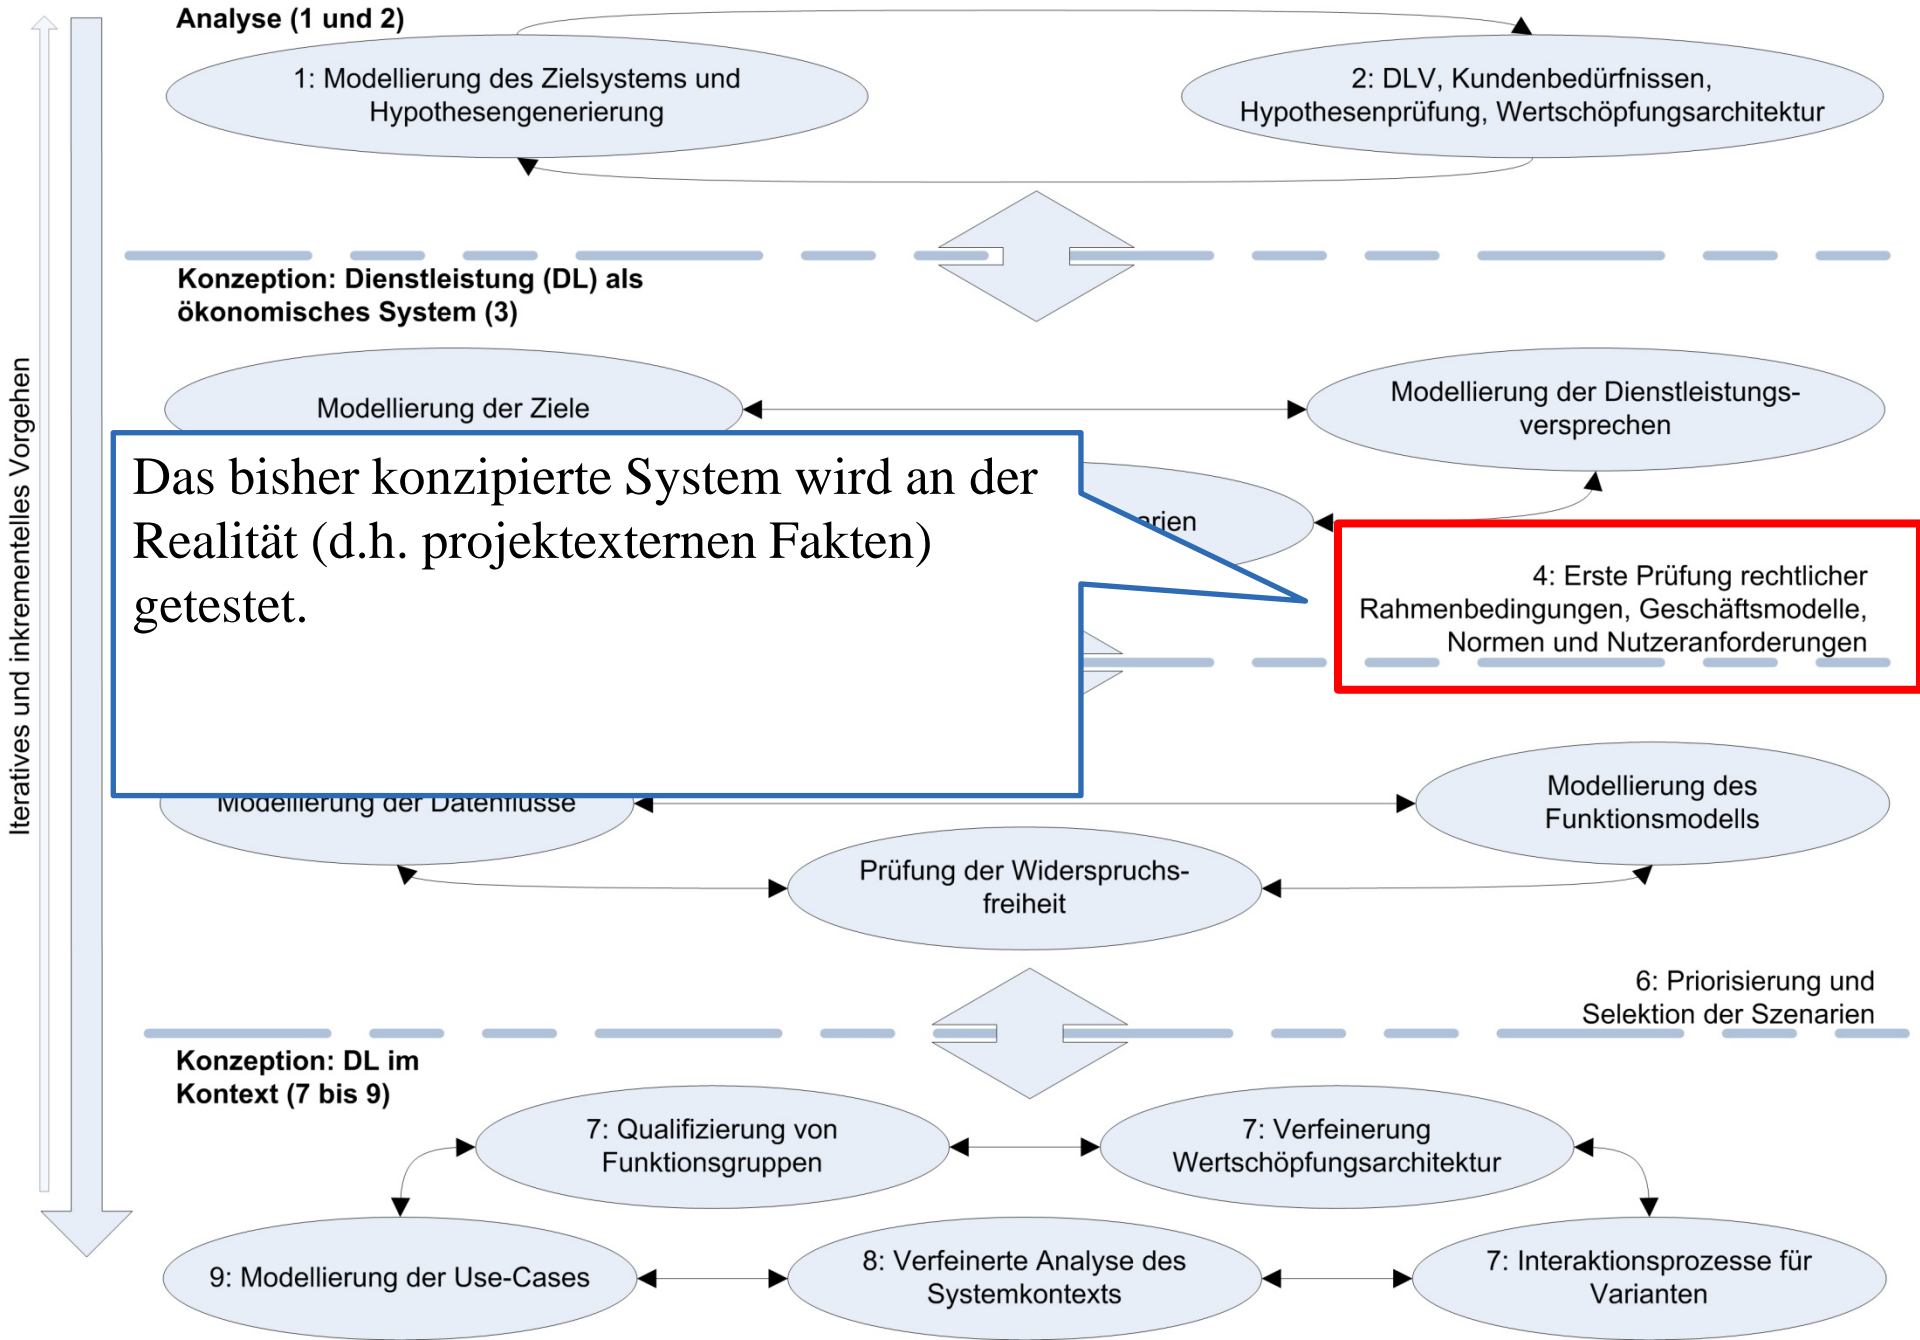 Analyse (1 und 2)
1: Modellierung des Zielsystems und
Hypothesengenerierung
2: DLV, Kundenbedürfnissen,
Hypothesenprüfung, Wertschöpfungsarchitektur
Konzeption: Dienstleistung (DL) als
ökonomisches System (3)
Iteratives und inkrementelles Vorgehen
Modellierung der Ziele
Modellierung der Dienstleistungs-
versprechen
Das bisher konzipierte System wird an der
Realität (d.h. projektexternen Fakten)
getestet.
4: Erste Prüfung rechtlicher
Rahmenbedingungen, Geschäftsmodelle,
Normen und Nutzeranforderungen
Modellierung der Datenflüsse
Modellierung des
Funktionsmodells
Prüfung der Widerspruchs-
freiheit
6: Priorisierung und
Selektion der Szenarien
Konzeption: DL im
Kontext (7 bis 9)
7: Qualifizierung von
Funktionsgruppen
7: Verfeinerung
Wertschöpfungsarchitektur
9: Modellierung der Use-Cases
8: Verfeinerte Analyse des
Systemkontexts
7: Interaktionsprozesse für
Varianten